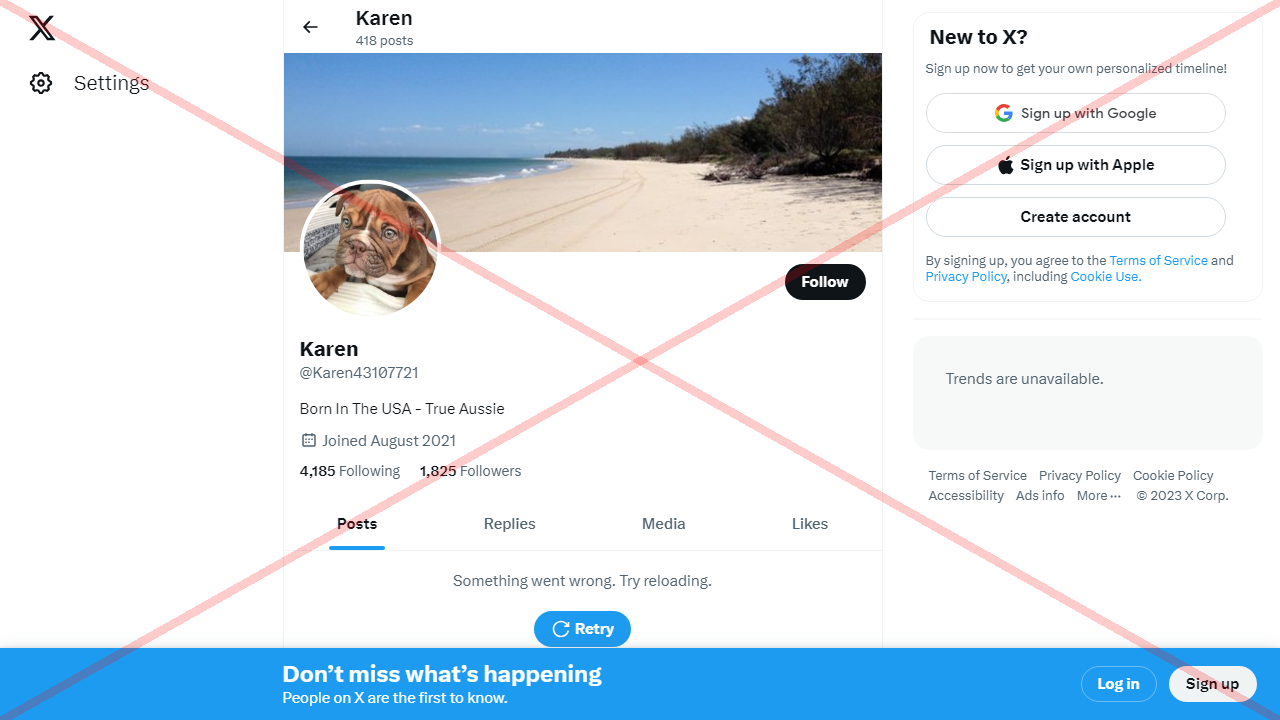 Settings
Karen
418 posts
Follow
Karen
@Karen43107721
Born In The USA - True Aussie
Joined August 2021
4,185 Following 1,825 Followers
Posts Replies Media Likes
Something went wrong. Try reloading.
Retry
New to X?
Sign up now to get your own personalized timeline!
Sign up with Google
Sign up with Apple
Create account
By signing up, you agree to the Terms of Service and
Privacy Policy, including Cookie Use.
Trends are unavailable.
Terms of Service Privacy Policy Cookie Policy
Accessibility Ads info More ··· © 2023 X Corp.
Don’t miss what’s happening
People on X are the first to know.
Log in
Sign up